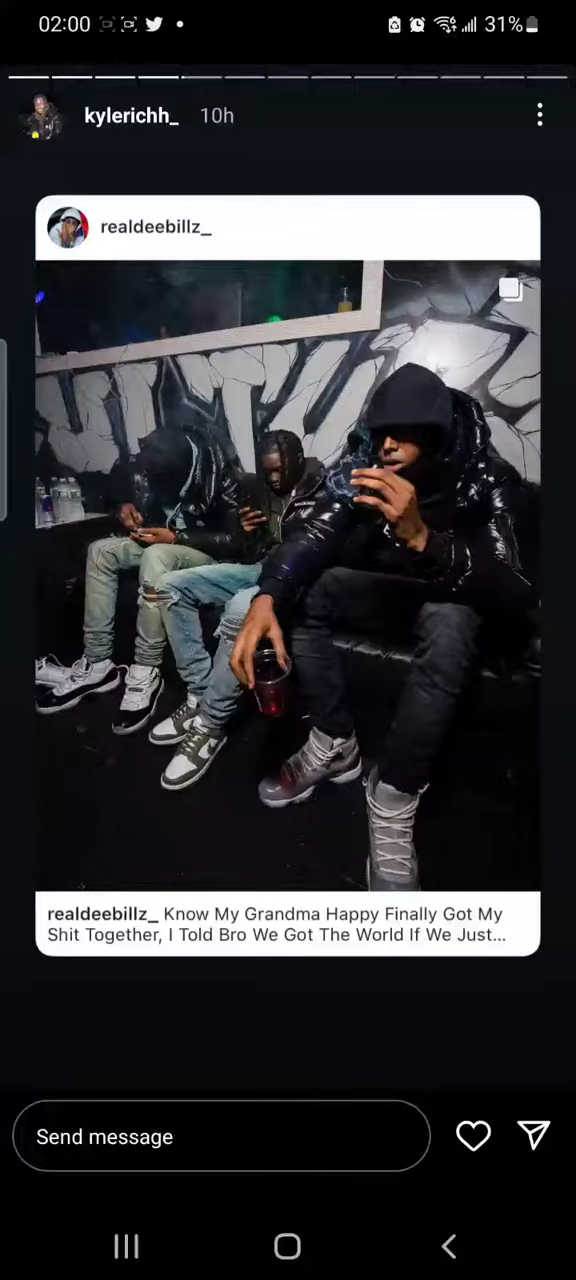 02:00
31%
kylerichh_ 10h
realdeebillz_
realdeebillz_ Know My Grandma Happy Finally Got My
Shit Together, I Told Bro We Got The World If We Just...
Send message